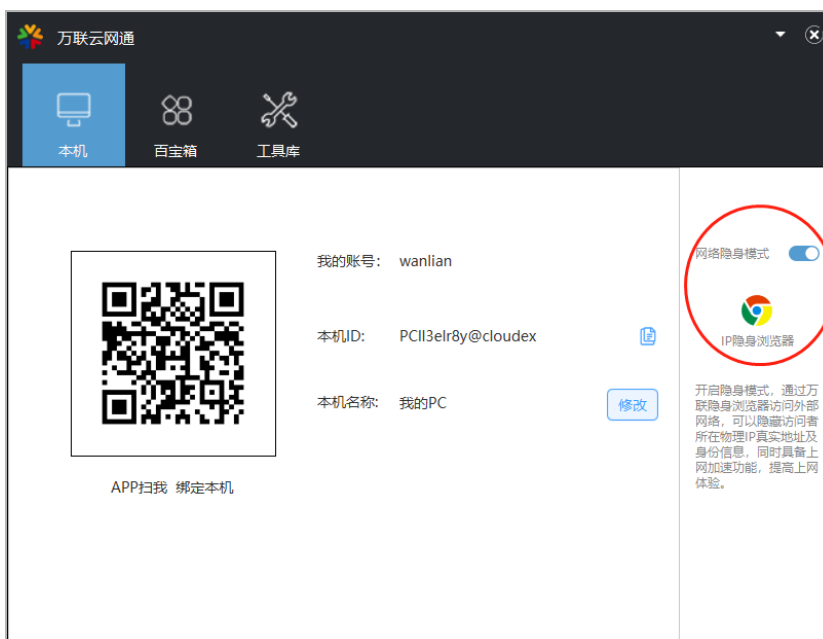 万联云网通
本机
百宝箱
工具库
我的账号: wanlian
本机ID: PCII3elr8y@cloudex
本机名称: 我的PC
修改
APP扫我 绑定本机
网络隐身模式
IP隐身浏览器
开启隐身模式，通过万
联隐身浏览器访问外部
网络，可以隐藏访问者
所在物理IP真实地址及
身份信息，同时具备上
网加速功能，提高上网
体验。